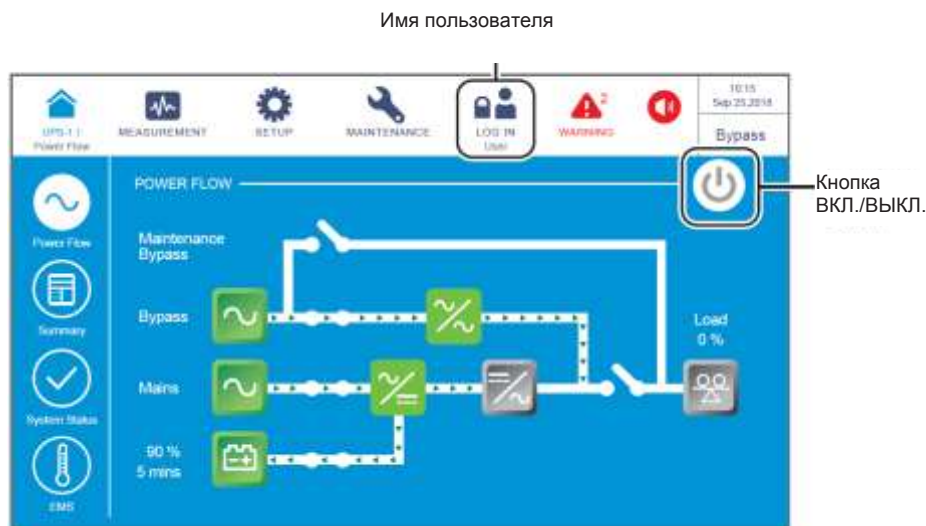 Имя пользователя
UPS-1 |
Power Flow
MEASUREMENT
SETUP
MAINTENANCE
LOG IN
User
2
WARNING
10:15
Sep 25,2018
Bypass
Кнопка
ВКЛ./ВЫКЛ.
POWER FLOW
Power Flow
Summary
System Status
EMS
Maintenance
Bypass
Bypass
Mains
90 %
5 mins
Load
0 %